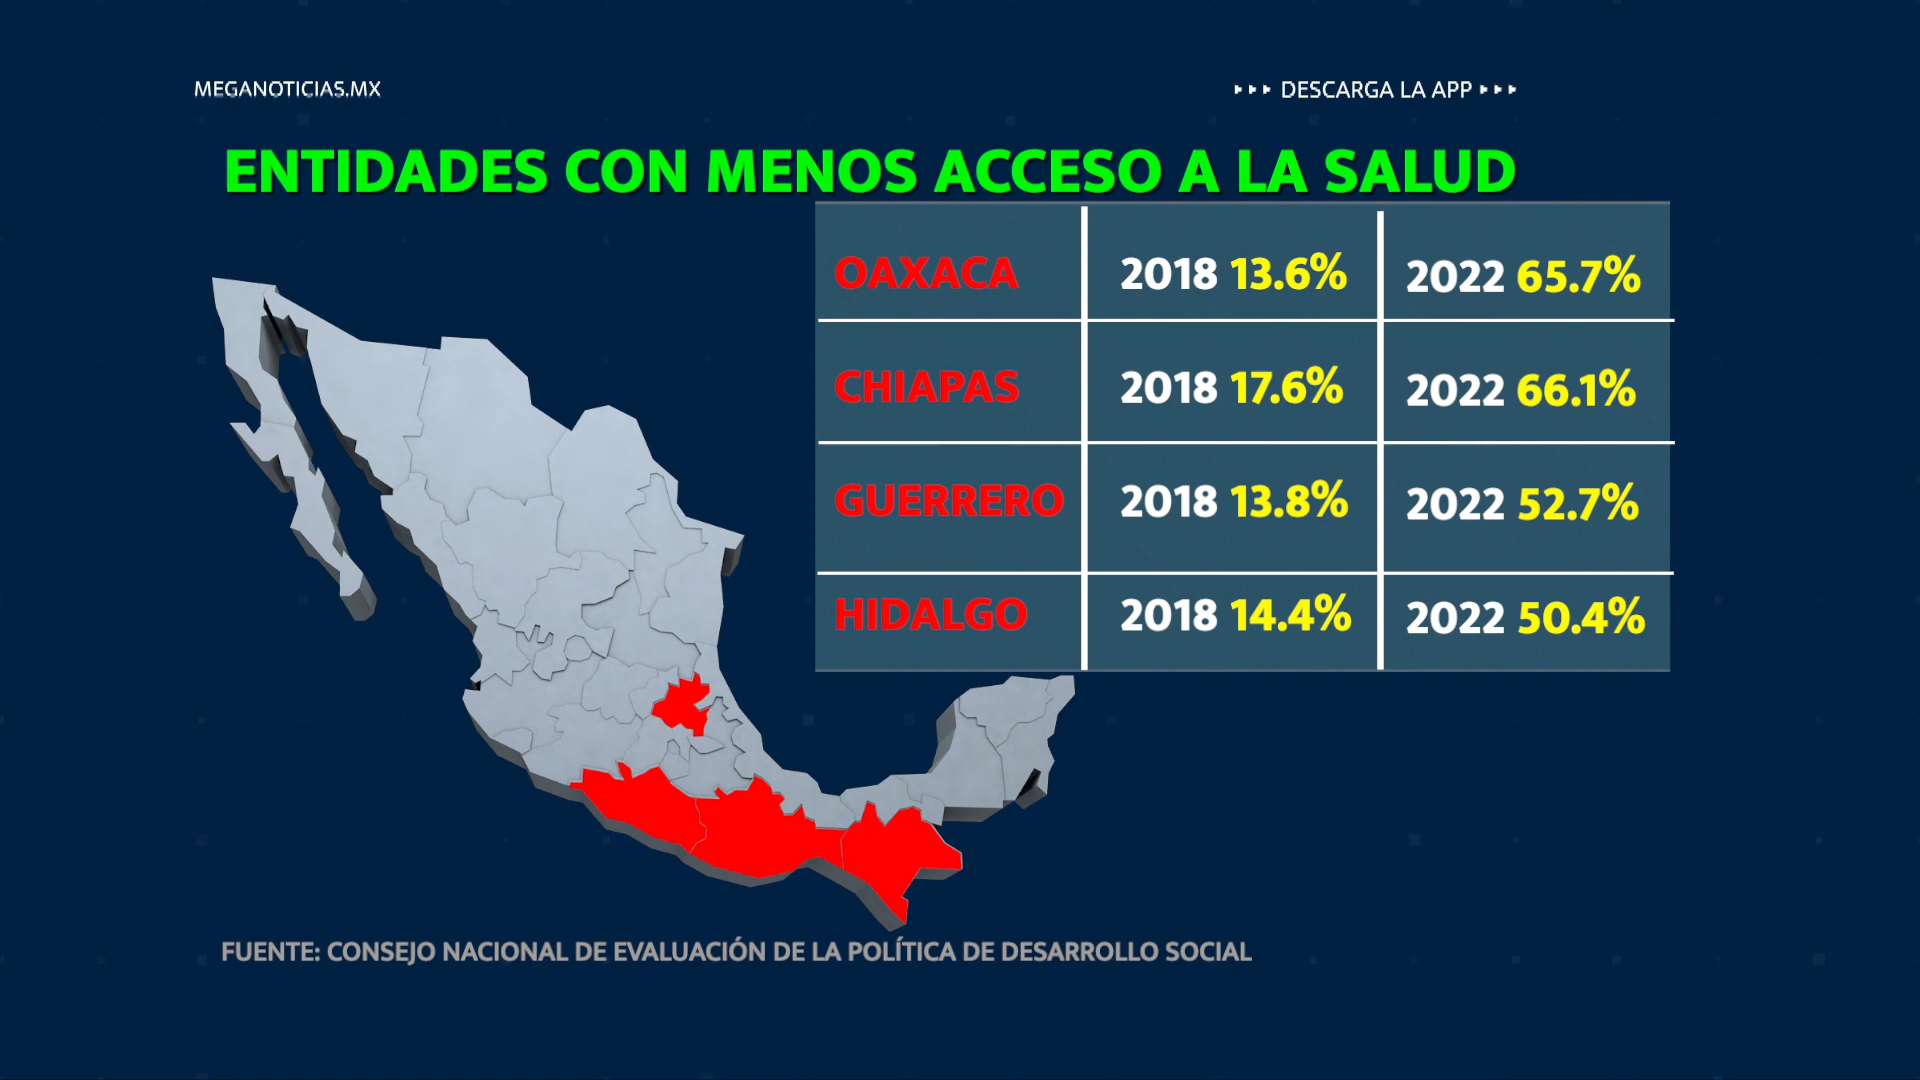 MEGANOTICIAS.MX
DESCARGA LA APP
ENTIDADES CON MENOS ACCESO A LA SALUD
OAXACA 2018 13.6% 2022 65.7%
CHIAPAS 2018 17.6% 2022 66.1%
GUERRERO 2018 13.8% 2022 52.7%
HIDALGO 2018 14.4% 2022 50.4%
FUENTE: CONSEJO NACIONAL DE EVALUACIÓN DE LA POLÍTICA DE DESARROLLO SOCIAL